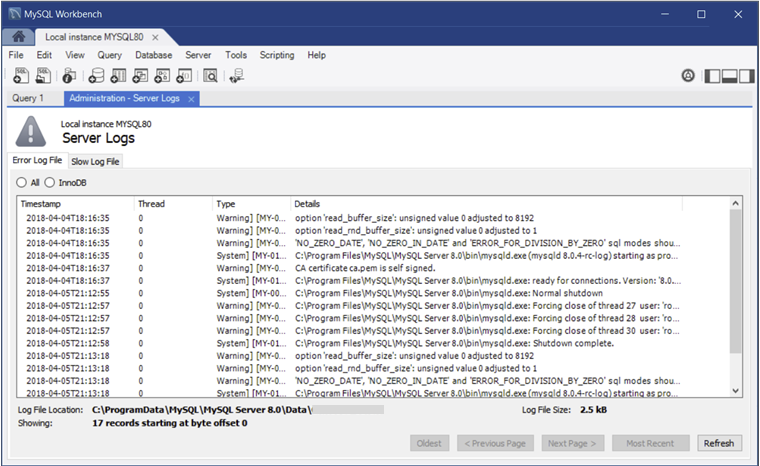 MySQL Workbench
Local instance MYSQL80 ×
File Edit View Query Database Server Tools Scripting Help
Query 1 Administration - Server Logs ×
Local instance MYSQL80
Server Logs
Error Log File Slow Log File
All InnoDB
Timestamp Thread Type Details
2018-04-04T18:16:35 0 Warning] [MY-0... option 'read_buffer_size': unsigned value 0 adjusted to 8192
2018-04-04T18:16:35 0 Warning] [MY-0... option 'read_rnd_buffer_size': unsigned value 0 adjusted to 1
2018-04-04T18:16:35 0 Warning] [MY-0... 'NO_ZERO_DATE', 'NO_ZERO_IN_DATE' and 'ERROR_FOR_DIVISION_BY_ZERO' sql modes shou...
2018-04-04T18:16:35 0 System] [MY-01... C:\Program Files\MySQL\MySQL Server 8.0\bin\mysqld.exe (mysqld 8.0.4-rc-log) starting as pro...
2018-04-04T18:16:37 0 Warning] [MY-0... CA certificate ca.pem is self signed.
2018-04-04T18:16:37 0 System] [MY-01... C:\Program Files\MySQL\MySQL Server 8.0\bin\mysqld.exe: ready for connections. Version: '8.0...
2018-04-05T21:12:55 0 System] [MY-00... C:\Program Files\MySQL\MySQL Server 8.0\bin\mysqld.exe: Normal shutdown
2018-04-05T21:12:57 0 Warning] [MY-0... C:\Program Files\MySQL\MySQL Server 8.0\bin\mysqld.exe: Forcing close of thread 27 user: 'ro...
2018-04-05T21:12:57 0 Warning] [MY-0... C:\Program Files\MySQL\MySQL Server 8.0\bin\mysqld.exe: Forcing close of thread 28 user: 'ro...
2018-04-05T21:12:57 0 Warning] [MY-0... C:\Program Files\MySQL\MySQL Server 8.0\bin\mysqld.exe: Forcing close of thread 30 user: 'ro...
2018-04-05T21:12:58 0 System] [MY-01... C:\Program Files\MySQL\MySQL Server 8.0\bin\mysqld.exe: Shutdown complete.
2018-04-05T21:13:18 0 Warning] [MY-0... option 'read_buffer_size': unsigned value 0 adjusted to 8192
2018-04-05T21:13:18 0 Warning] [MY-0... option 'read_rnd_buffer_size': unsigned value 0 adjusted to 1
2018-04-05T21:13:18 0 Warning] [MY-0... 'NO_ZERO_DATE', 'NO_ZERO_IN_DATE' and 'ERROR_FOR_DIVISION_BY_ZERO' sql modes shou...
2018-04-05T21:13:18 0 System] [MY-01... C:\Program Files\MySQL\MySQL Server 8.0\bin\mysqld.exe (mysqld 8.0.4-rc-log) starting as pro...
Log File Location: C:\ProgramData\MySQL\MySQL Server 8.0\Data\ Log File Size: 2.5 kB
Showing: 17 records starting at byte offset 0
Oldest < Previous Page Next Page > Most Recent Refresh